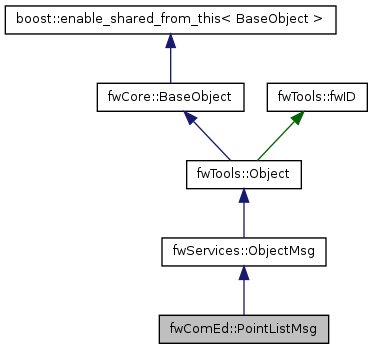 boost::enable_shared_from_this< BaseObject >
fwCore::BaseObject
fwTools::fwID
fwTools::Object
fwServices::ObjectMsg
fwComEd::PointListMsg